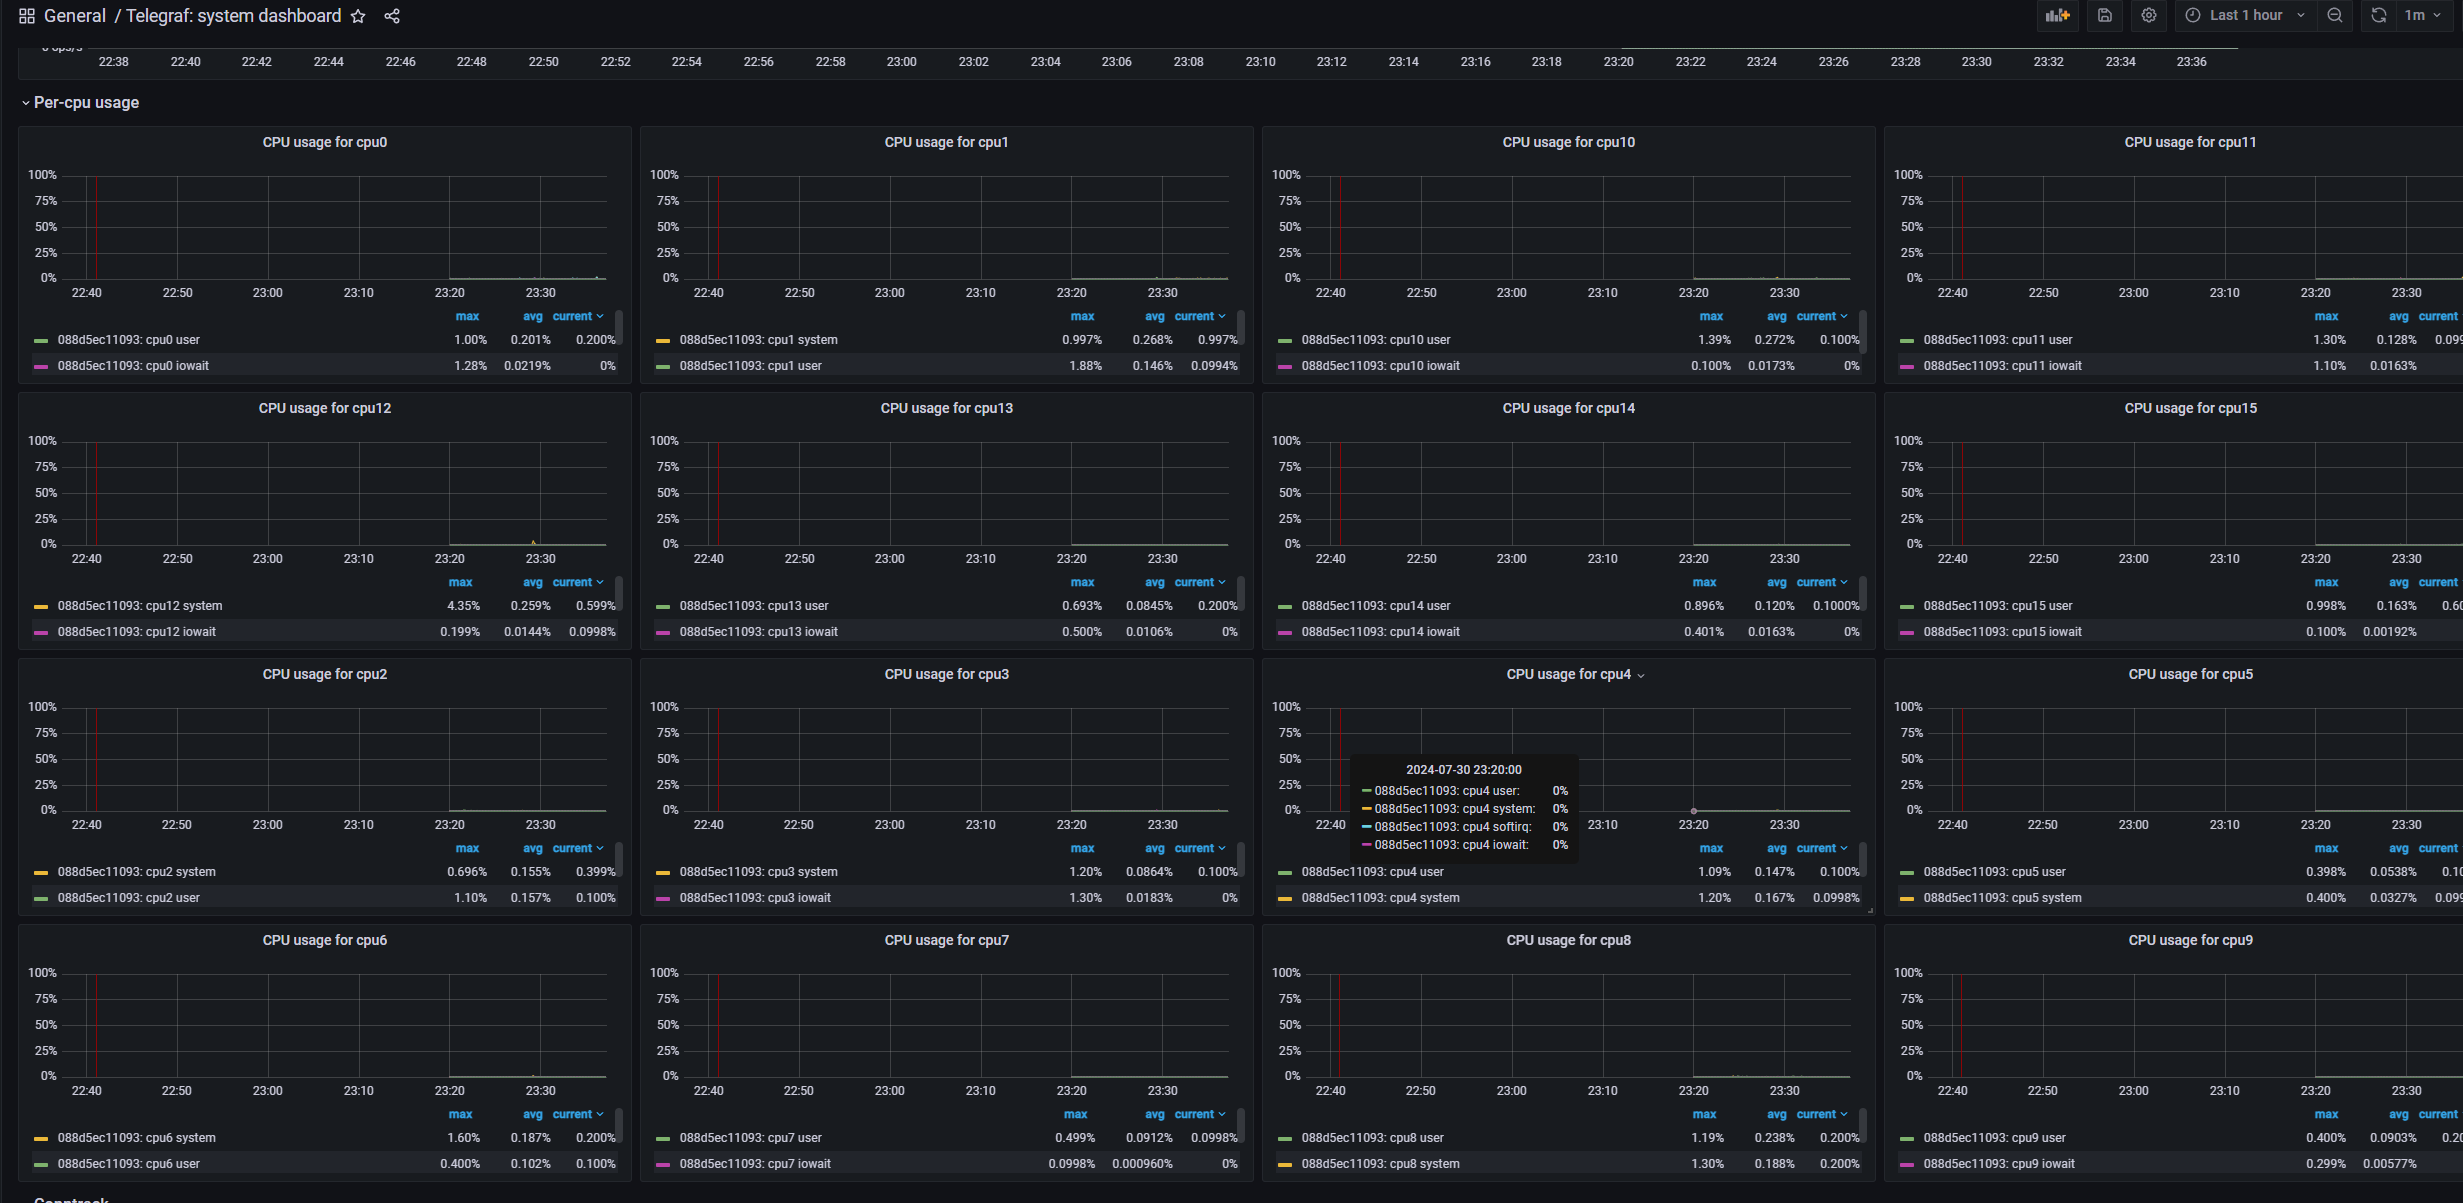 General / Telegraf: system dashboard
Last 1 hour
1m
22:38 22:40 22:42 22:44 22:46 22:48 22:50 22:52 22:54 22:56 22:58 23:00 23:02 23:04 23:06 23:08 23:10 23:12 23:14 23:16 23:18 23:20 23:22 23:24 23:26 23:28 23:30 23:32 23:34 23:36
Per-cpu usage
CPU usage for cpu0
100%
75%
50%
25%
0%
22:40 22:50 23:00 23:10 23:20 23:30
max avg current
088d5ec11093: cpu0 user 1.00% 0.201% 0.200%
088d5ec11093: cpu0 iowait 1.28% 0.0219% 0%
CPU usage for cpu1
100%
75%
50%
25%
0%
22:40 22:50 23:00 23:10 23:20 23:30
max avg current
088d5ec11093: cpu1 system 0.997% 0.268% 0.997%
088d5ec11093: cpu1 user 1.88% 0.146% 0.0994%
CPU usage for cpu10
100%
75%
50%
25%
0%
22:40 22:50 23:00 23:10 23:20 23:30
max avg current
088d5ec11093: cpu10 user 1.39% 0.272% 0.100%
088d5ec11093: cpu10 iowait 0.100% 0.0173% 0%
CPU usage for cpu11
100%
75%
50%
25%
0%
22:40 22:50 23:00 23:10 23:20 23:30
max avg current
088d5ec11093: cpu11 user 1.30% 0.128% 0.099
088d5ec11093: cpu11 iowait 1.10% 0.0163%
CPU usage for cpu12
100%
75%
50%
25%
0%
22:40 22:50 23:00 23:10 23:20 23:30
max avg current
088d5ec11093: cpu12 system 4.35% 0.259% 0.599%
088d5ec11093: cpu12 iowait 0.199% 0.0144% 0.0998%
CPU usage for cpu13
100%
75%
50%
25%
0%
22:40 22:50 23:00 23:10 23:20 23:30
max avg current
088d5ec11093: cpu13 user 0.693% 0.0845% 0.200%
088d5ec11093: cpu13 iowait 0.500% 0.0106% 0%
CPU usage for cpu14
100%
75%
50%
25%
0%
22:40 22:50 23:00 23:10 23:20 23:30
max avg current
088d5ec11093: cpu14 user 0.896% 0.120% 0.1000%
088d5ec11093: cpu14 iowait 0.401% 0.0163% 0%
CPU usage for cpu15
100%
75%
50%
25%
0%
22:40 22:50 23:00 23:10 23:20 23:30
max avg current
088d5ec11093: cpu15 user 0.998% 0.163% 0.60
088d5ec11093: cpu15 iowait 0.100% 0.00192%
CPU usage for cpu2
100%
75%
50%
25%
0%
22:40 22:50 23:00 23:10 23:20 23:30
max avg current
088d5ec11093: cpu2 system 0.696% 0.155% 0.399%
088d5ec11093: cpu2 user 1.10% 0.157% 0.100%
CPU usage for cpu3
100%
75%
50%
25%
0%
22:40 22:50 23:00 23:10 23:20 23:30
max avg current
088d5ec11093: cpu3 system 1.20% 0.0864% 0.100%
088d5ec11093: cpu3 iowait 1.30% 0.0183% 0%
CPU usage for cpu4
100%
75%
50%
25%
0%
22:40 23:10 23:20 23:30
2024-07-30 23:20:00
088d5ec11093: cpu4 user: 0%
088d5ec11093: cpu4 system: 0%
088d5ec11093: cpu4 softirq: 0%
088d5ec11093: cpu4 iowait: 0%
max avg current
088d5ec11093: cpu4 user 1.09% 0.147% 0.100%
088d5ec11093: cpu4 system 1.20% 0.167% 0.0998%
CPU usage for cpu5
100%
75%
50%
25%
0%
22:40 22:50 23:00 23:10 23:20 23:30
max avg current
088d5ec11093: cpu5 user 0.398% 0.0538% 0.10
088d5ec11093: cpu5 system 0.400% 0.0327% 0.099
CPU usage for cpu6
100%
75%
50%
25%
0%
22:40 22:50 23:00 23:10 23:20 23:30
max avg current
088d5ec11093: cpu6 system 1.60% 0.187% 0.200%
088d5ec11093: cpu6 user 0.400% 0.102% 0.100%
CPU usage for cpu7
100%
75%
50%
25%
0%
22:40 22:50 23:00 23:10 23:20 23:30
max avg current
088d5ec11093: cpu7 user 0.499% 0.0912% 0.0998%
088d5ec11093: cpu7 iowait 0.0998% 0.000960% 0%
CPU usage for cpu8
100%
75%
50%
25%
0%
22:40 22:50 23:00 23:10 23:20 23:30
max avg current
088d5ec11093: cpu8 user 1.19% 0.238% 0.200%
088d5ec11093: cpu8 system 1.30% 0.188% 0.200%
CPU usage for cpu9
100%
75%
50%
25%
0%
22:40 22:50 23:00 23:10 23:20 23:30
max avg current
088d5ec11093: cpu9 user 0.400% 0.0903% 0.20
088d5ec11093: cpu9 iowait 0.299% 0.00577%